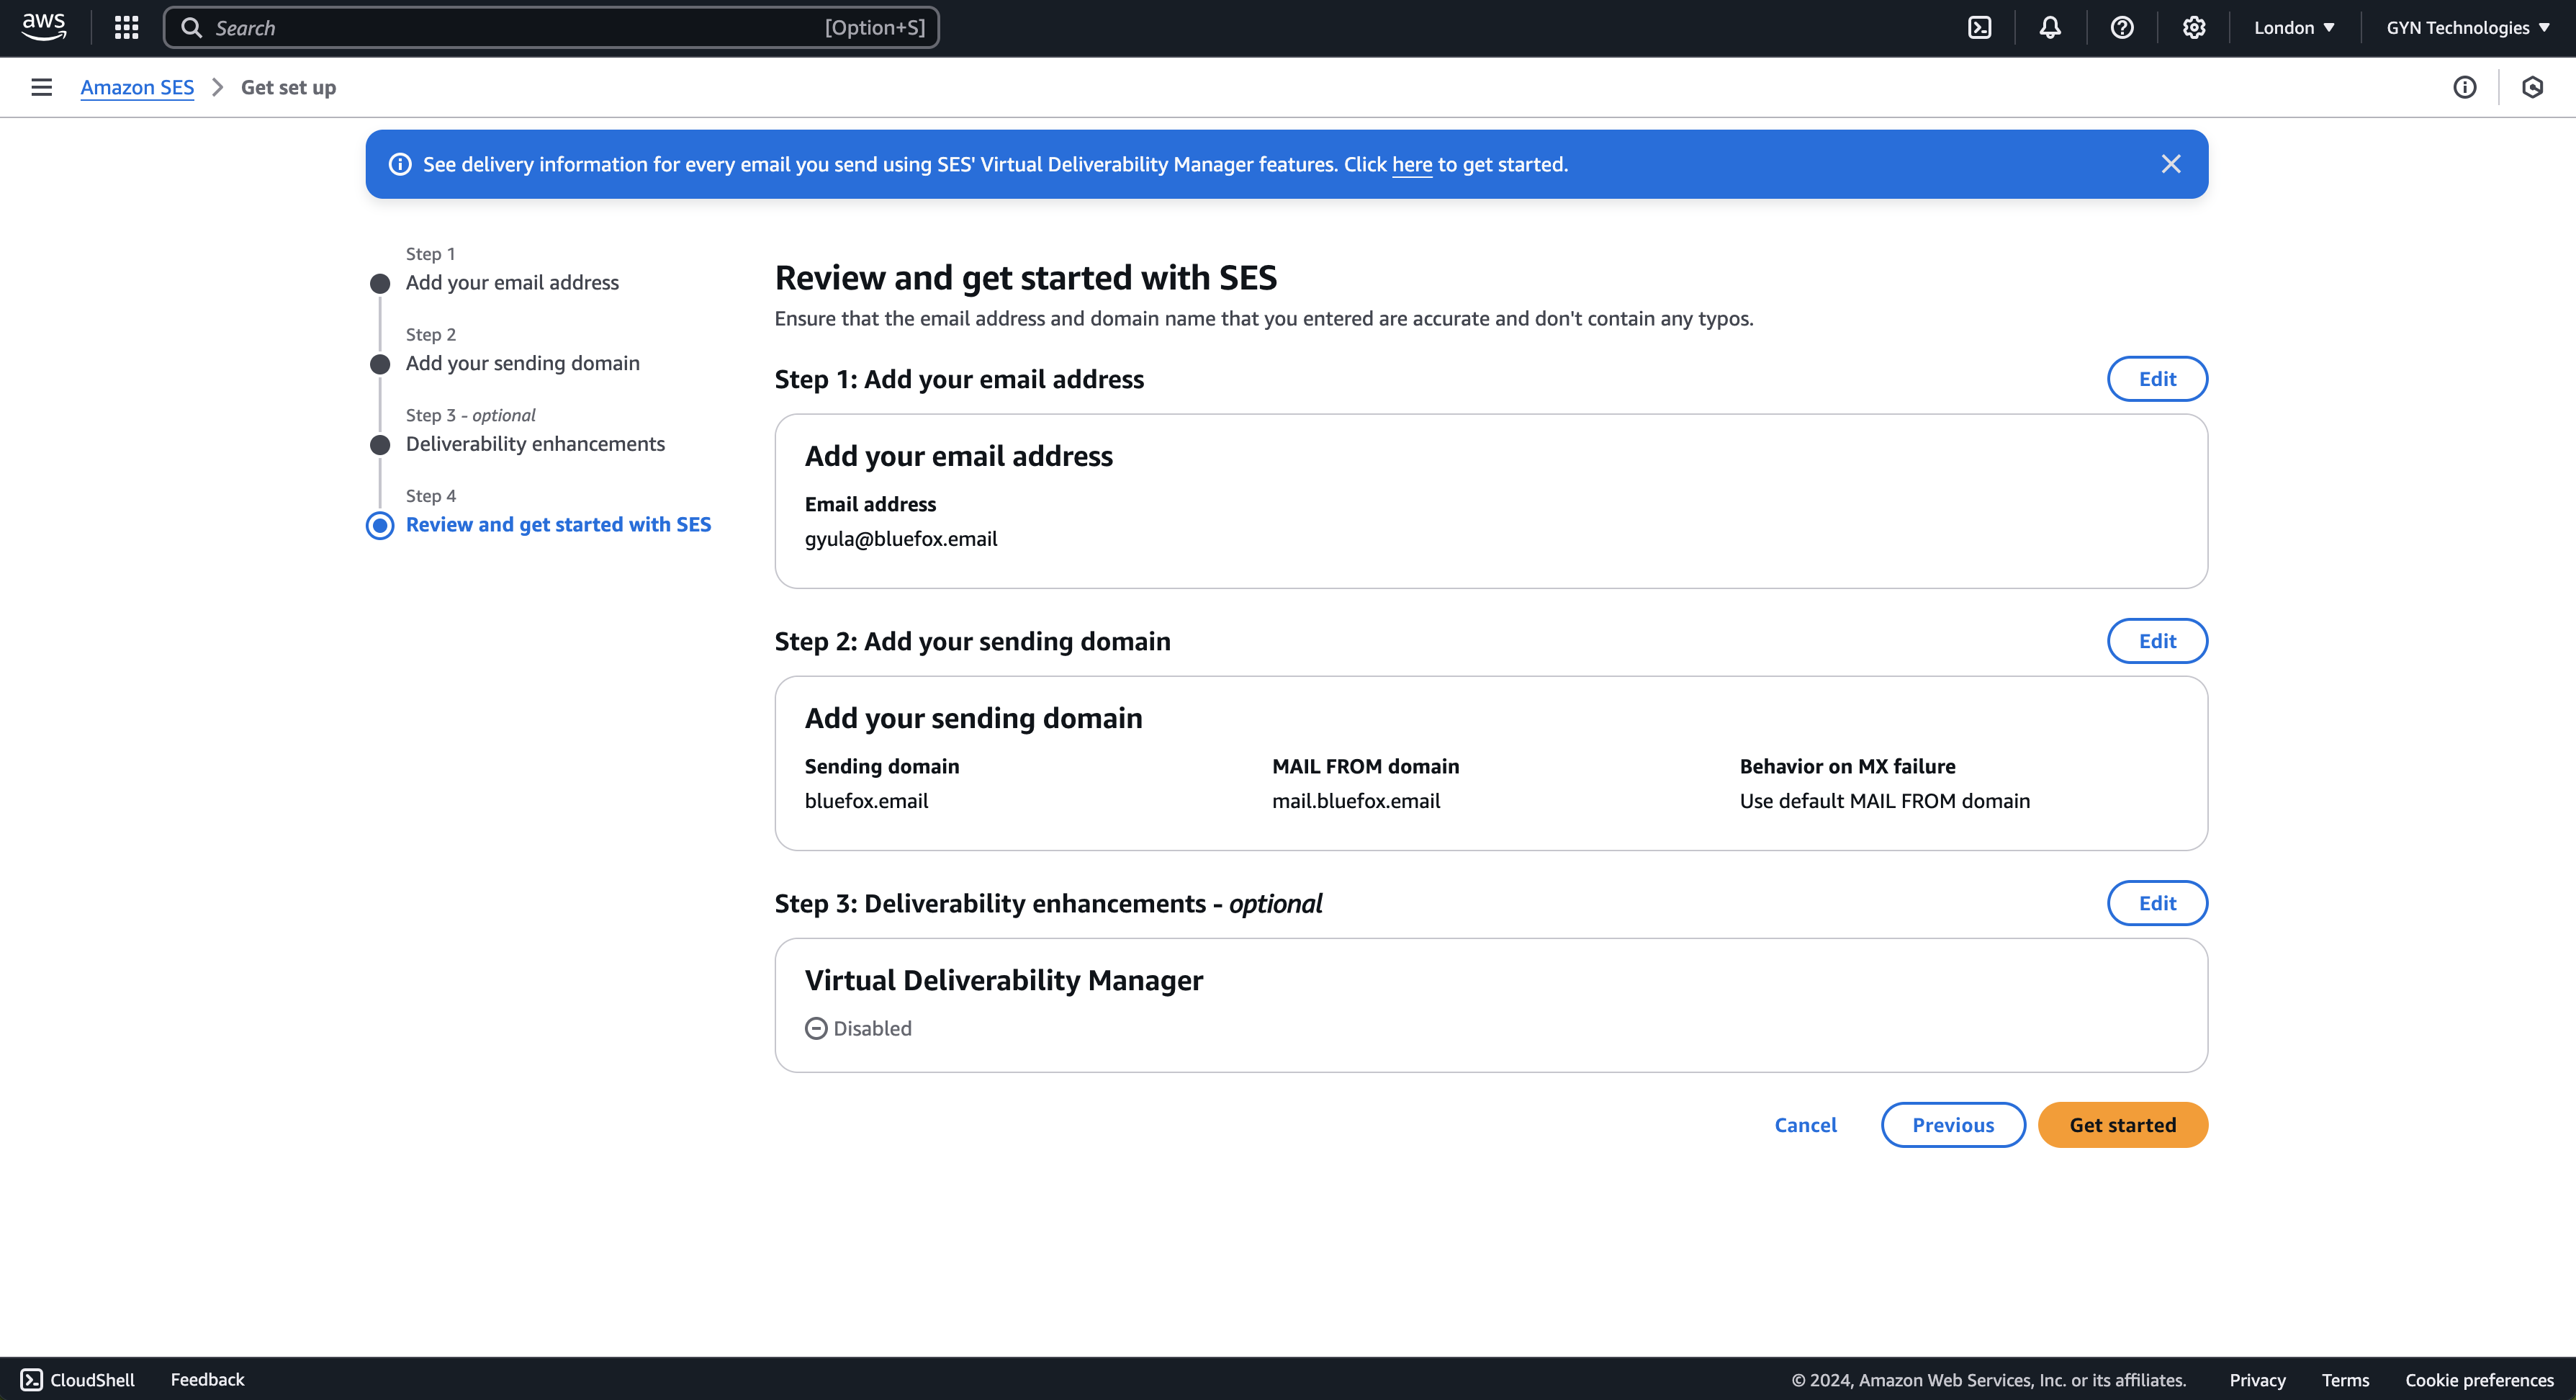 aws
Search [Option+S]
London
GYN Technologies
Amazon SES
Get set up
See delivery information for every email you send using SES' Virtual Deliverability Manager features. Click here to get started.
Step 1
Add your email address
Step 2
Add your sending domain
Step 3 - optional
Deliverability enhancements
Step 4
Review and get started with SES
Review and get started with SES
Ensure that the email address and domain name that you entered are accurate and don't contain any typos.
Step 1: Add your email address
Edit
Add your email address
Email address
gyula@bluefox.email
Step 2: Add your sending domain
Edit
Add your sending domain
Sending domain
bluefox.email
MAIL FROM domain
mail.bluefox.email
Behavior on MX failure
Use default MAIL FROM domain
Step 3: Deliverability enhancements - optional
Edit
Virtual Deliverability Manager
Disabled
Cancel
Previous
Get started
CloudShell
Feedback
© 2024, Amazon Web Services, Inc. or its affiliates.
Privacy
Terms
Cookie preferences